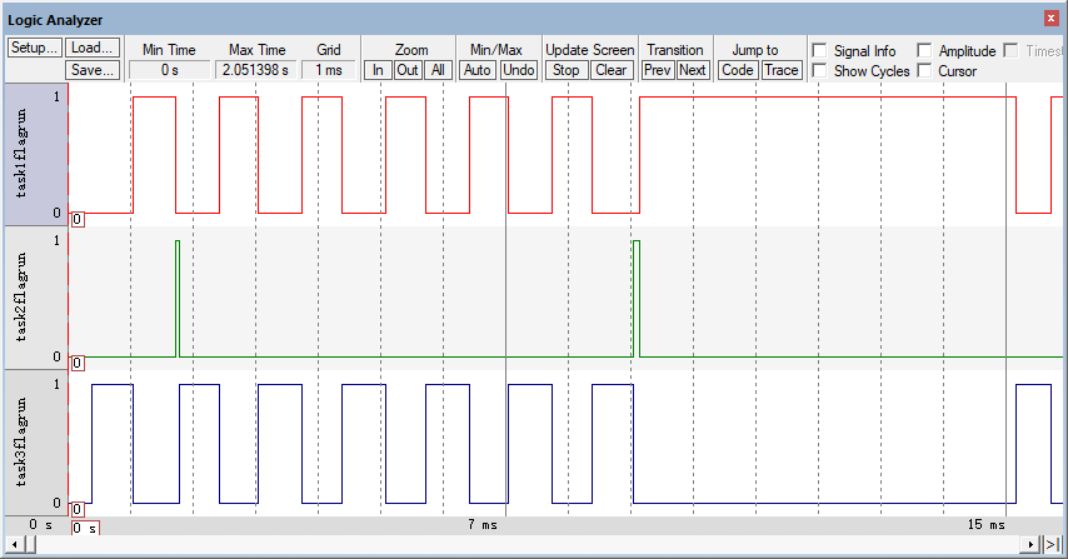 Logic Analyzer
Setup... Load... Min Time Max Time Grid Zoom Min/Max Update Screen Transition Jump to Signal Info Amplitude Times
Save... 0 s 2.051398 s 1 ms In Out All Auto Undo Stop Clear Prev Next Code Trace Show Cycles Cursor
1
task1flagrun
0
0
1
task2flagrun
0
0
1
task3flagrun
0
0
0 s 0 s 7 ms 15 ms